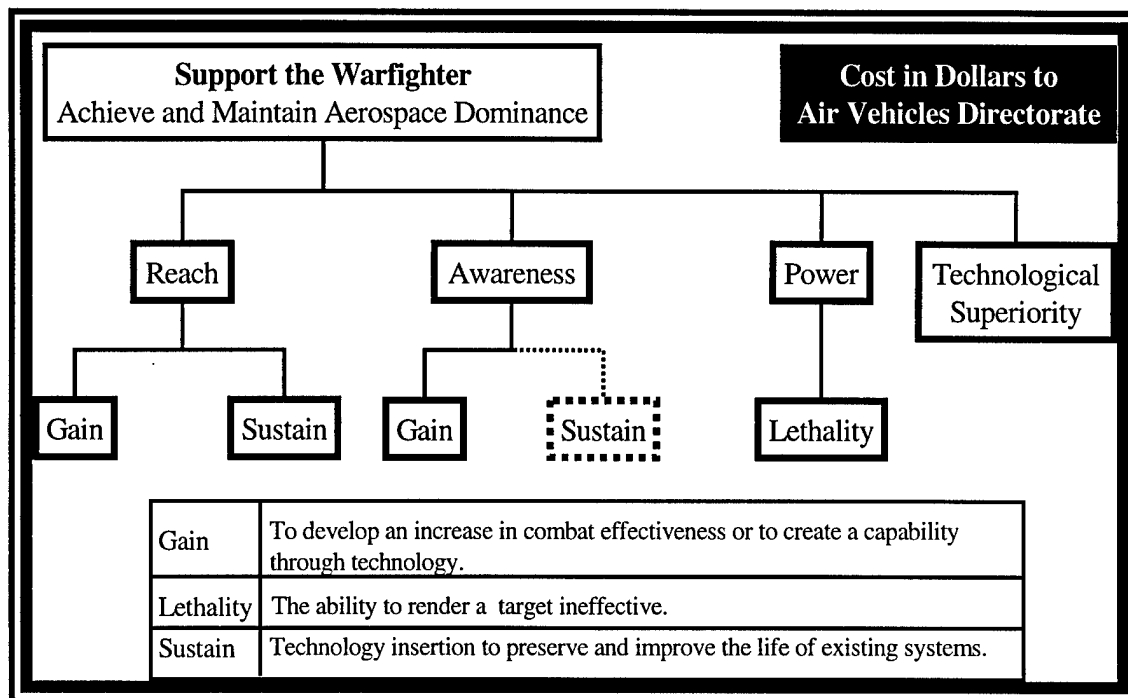 Support the Warfighter
Achieve and Maintain Aerospace Dominance
Cost in Dollars to
Air Vehicles Directorate
Reach
Awareness
Power
Technological
Superiority
Gain
Sustain
Gain
Sustain
Lethality
Gain
To develop an increase in combat effectiveness or to create a capability
through technology.
Lethality
The ability to render a target ineffective.
Sustain
Technology insertion to preserve and improve the life of existing systems.